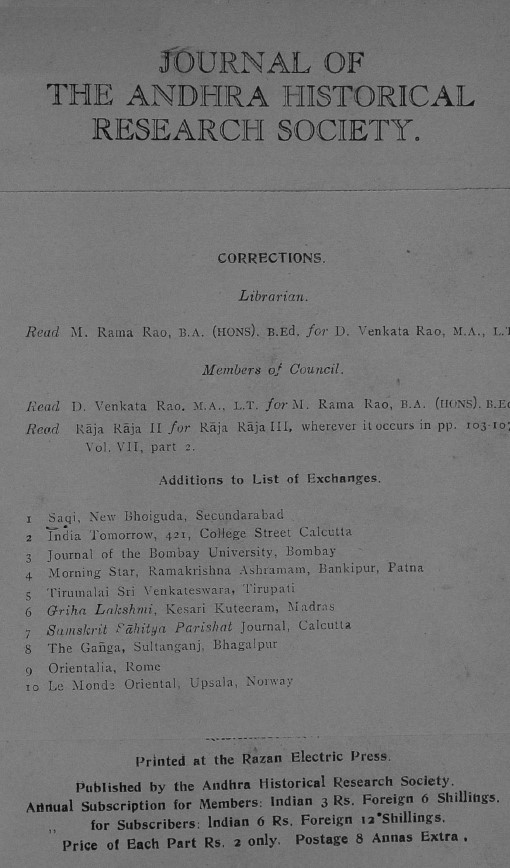 JOURNAL OF
THE ANDHRA HISTORICAL
RESEARCH SOCIETY.
CORRECTIONS.
Librarian.
Read M. Rama Rao, B.A. (HONS). B.Ed. for D. Venkata Rao, M.A., L.T
Members of Council.
Read D. Venkata Rao. M.A., L.T. for M. Rama Rao, B.A. (HONS). B.Ed
Read Rāja Rāja II for Rāja Rāja III, wherever it occurs in pp. 103-107
Vol. VII, part 2.
Additions to List of Exchanges.
1 Saqi, New Bhoiguda, Secundarabad
2 India Tomorrow, 421, College Street Calcutta
3 Journal of the Bombay University, Bombay
4 Morning Star, Ramakrishna Ashramam, Bankipur, Patna
5 Tirumalai Sri Venkateswara, Tirupati
6 Griha Lakshmi, Kesari Kuteeram, Madras
7 Samskrit Sāhitya Parishat Journal, Calcutta
8 The Gaṅga, Sultanganj, Bhagalpur
9 Orientalia, Rome
10 Le Monde Oriental, Upsala, Norway
Printed at the Razan Electric Press.
Published by the Andhra Historical Research Society.
Annual Subscription for Members: Indian 3 Rs. Foreign 6 Shillings.
,, for Subscribers: Indian 6 Rs. Foreign 12 Shillings.
Price of Each Part Rs. 2 only. Postage 8 Annas Extra.